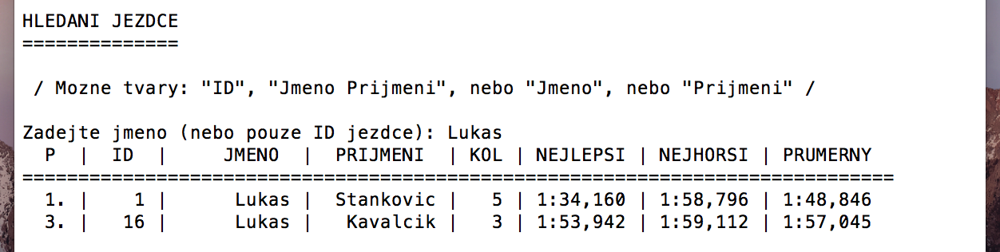 HLEDANI JEZDCE
==============
/ Mozne tvary: "ID", "Jmeno Prijmeni", nebo "Jmeno", nebo "Prijmeni" /
Zadejte jmeno (nebo pouze ID jezdce): Lukas
P | ID | JMENO | PRIJMENI | KOL | NEJLEPSI | NEJHORSI | PRUMERNY
==============================================================================
1. | 1 | Lukas | Stankovic | 5 | 1:34,160 | 1:58,796 | 1:48,846
3. | 16 | Lukas | Kavalcik | 3 | 1:53,942 | 1:59,112 | 1:57,045